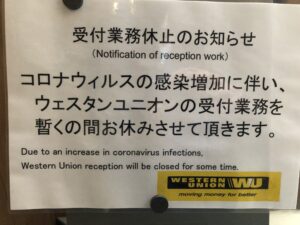 受付業務休止のお知らせ
(Notification of reception work)
コロナウィルスの感染増加に伴い、
ウェスタンユニオンの受付業務を
暫くの間お休みさせて頂きます。
Due to an increase in coronavirus infections,
Western Union reception will be closed for some time.
WESTERN
UNION WU
moving money for better